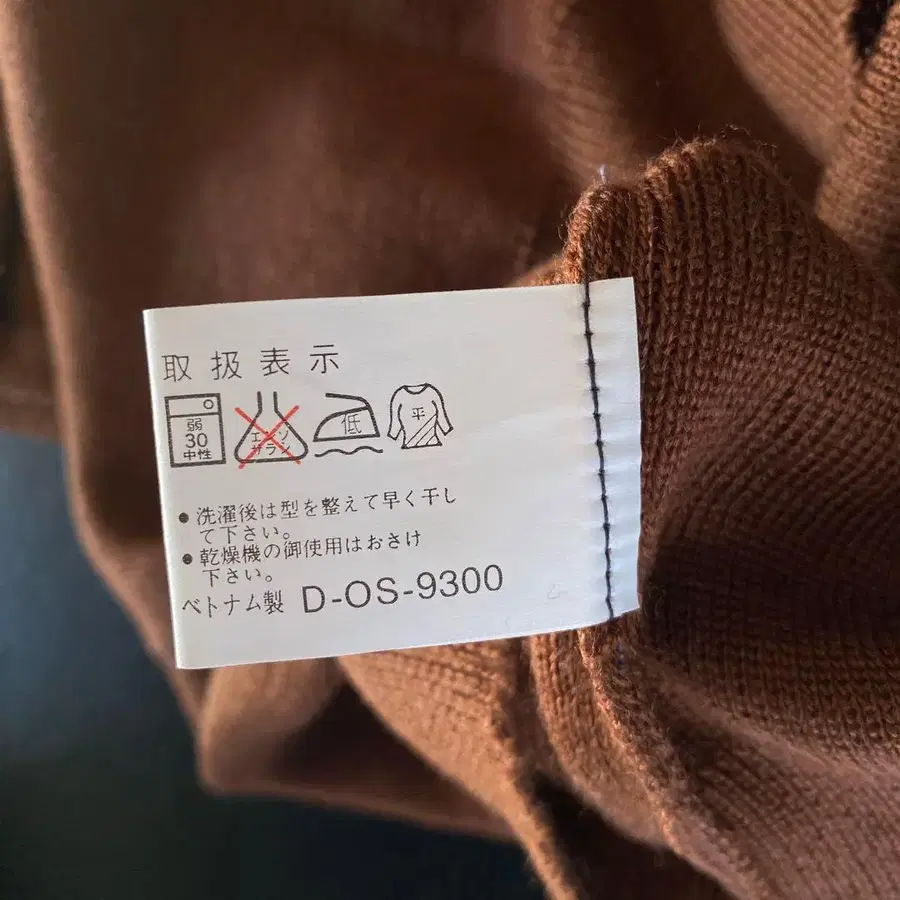 取扱表示
弱
30
中性
エンソ
サラシ
低
平
● 洗濯後は型を整えて早く干し
て下さい。
● 乾燥機の御使用はおさけ
下さい。
ベトナム製 D-OS-9300